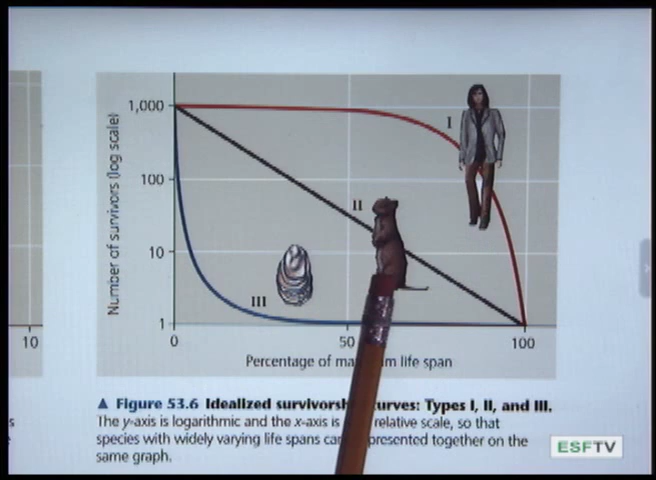 1,000
100
10
1
Number of survivors (log scale)
I
II
III
0
50
100
10
Percentage of ma m life span
▲ Figure 53.6 Idealized survivorsh curves: Types I, II, and III.
The y-axis is logarithmic and the x-axis is relative scale, so that
species with widely varying life spans ca presented together on the
same graph.
s
ESFTV